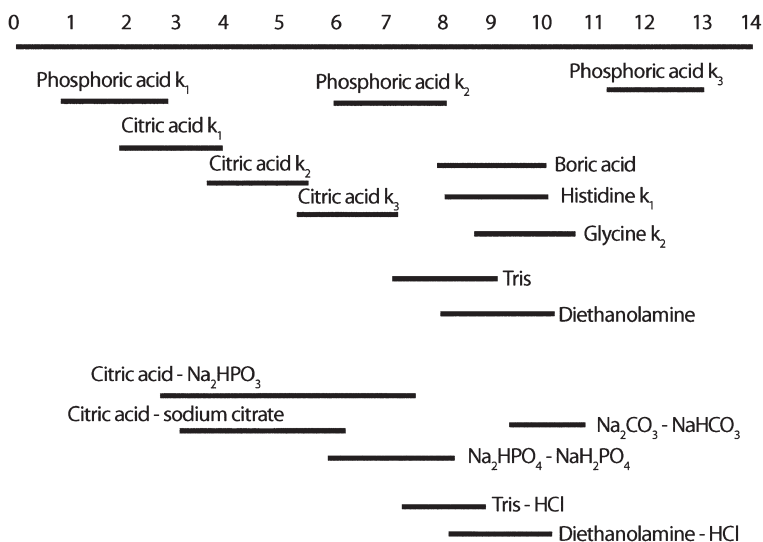 0 1 2 3 4 5 6 7 8 9 10 11 12 13 14
Phosphoric acid k₁
Phosphoric acid k₂
Phosphoric acid k₃
Citric acid k₁
Citric acid k₂
Boric acid
Citric acid k₃
Histidine k₁
Glycine k₂
Tris
Diethanolamine
Citric acid - Na₂HPO₃
Citric acid - sodium citrate
Na₂CO₃ - NaHCO₃
Na₂HPO₄ - NaH₂PO₄
Tris - HCl
Diethanolamine - HCl